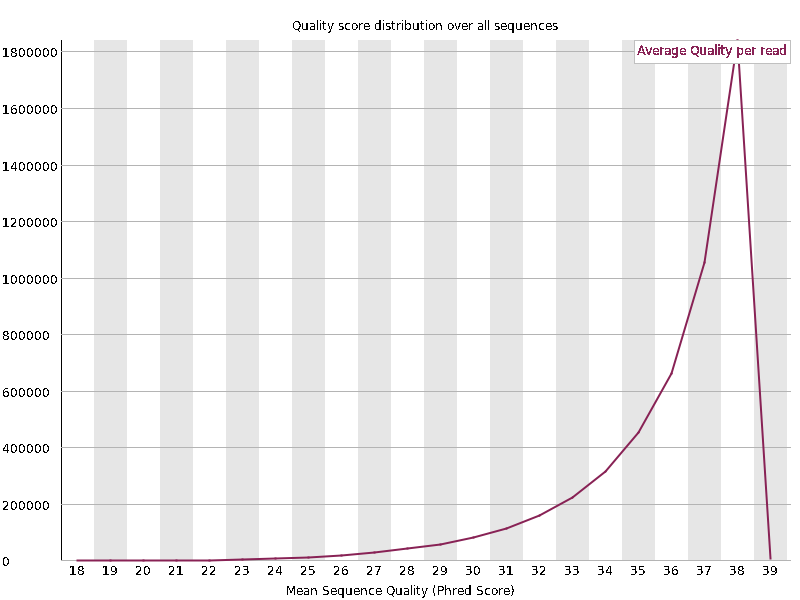 Quality score distribution over all sequences
Average Quality per read
1800000
1600000
1400000
1200000
1000000
800000
600000
400000
200000
0
18 19 20 21 22 23 24 25 26 27 28 29 30 31 32 33 34 35 36 37 38 39
Mean Sequence Quality (Phred Score)